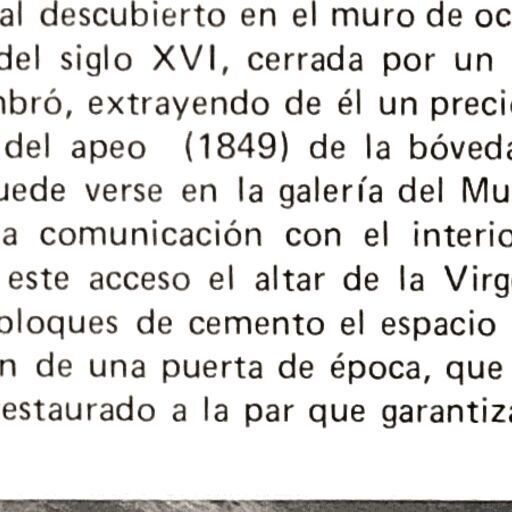 al descubierto en el muro de oc
del siglo XVI, cerrada por un
mbró, extrayendo de él un preci
del apeo (1849) de la bóveda
uede verse en la galería del Mu
a comunicación con el interio
este acceso el altar de la Virg
bloques de cemento el espacio
n de una puerta de época, que
estaurado a la par que garantiza